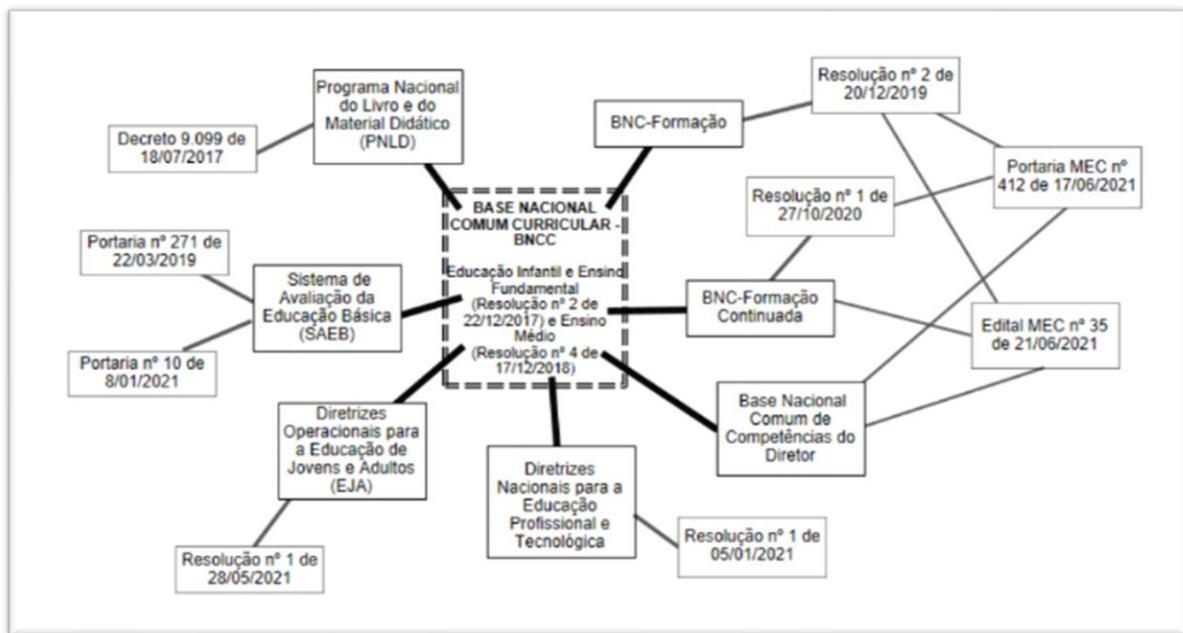 Programa Nacional
do Livro e do
Material Didático
(PNLD)
Decreto 9.099 de
18/07/2017
BNC-Formação
Resolução nº 2 de
20/12/2019
Portaria MEC nº
412 de 17/06/2021
Resolução nº 1 de
27/10/2020
BASE NACIONAL
COMUM CURRICULAR -
BNCC
Educação Infantil e Ensino
Fundamental
(Resolução nº 2 de
22/12/2017) e Ensino
Médio
(Resolução nº 4 de
17/12/2018)
Portaria nº 271 de
22/03/2019
Sistema de
Avaliação da
Educação Básica
(SAEB)
Portaria nº 10 de
8/01/2021
BNC-Formação
Continuada
Edital MEC nº 35
de 21/06/2021
Base Nacional
Comum de
Competências do
Diretor
Diretrizes
Operacionais para
a Educação de
Jovens e Adultos
(EJA)
Diretrizes
Nacionais para a
Educação
Profissional e
Tecnológica
Resolução nº 1 de
28/05/2021
Resolução nº 1 de
05/01/2021